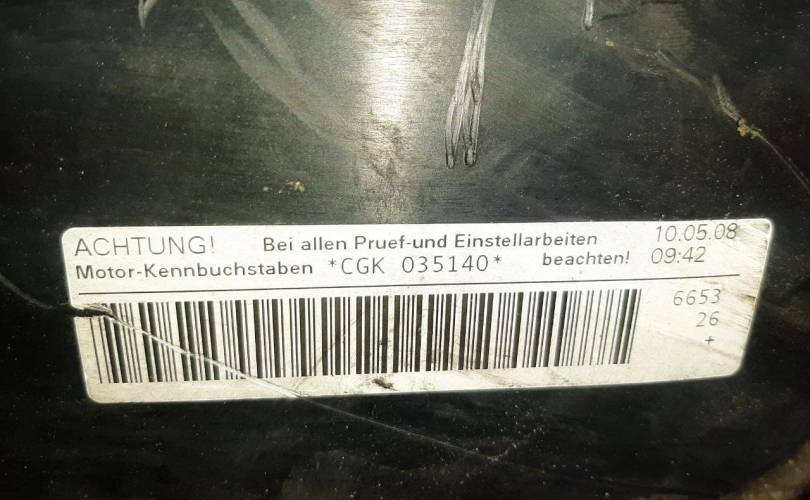 ACHTUNG! Bei allen Pruef-und Einstellarbeiten 10.05.08
Motor-Kennbuchstaben *CGK 035140* beachten! 09:42
6653
26
+